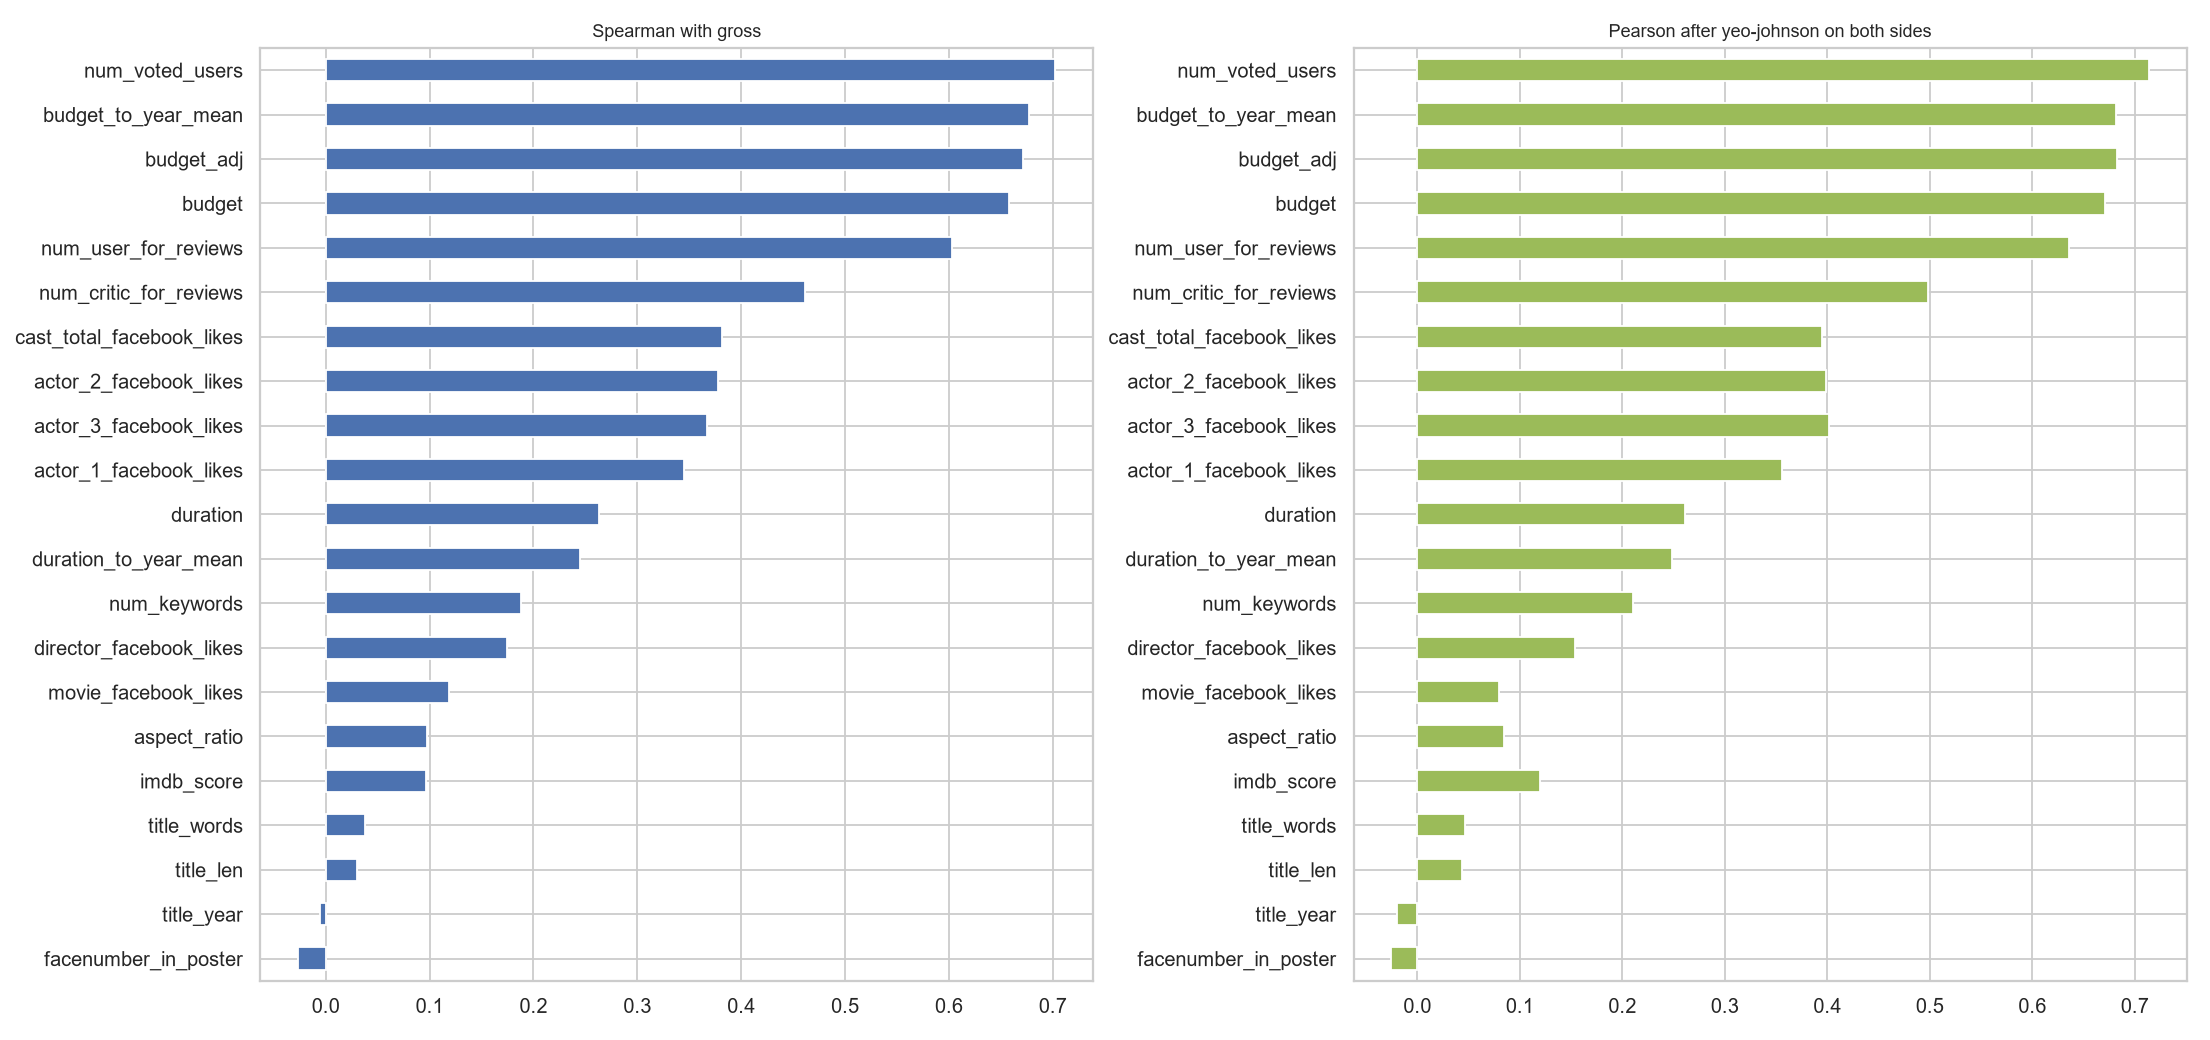 Spearman with gross
num_voted_users
budget_to_year_mean
budget_adj
budget
num_user_for_reviews
num_critic_for_reviews
cast_total_facebook_likes
actor_2_facebook_likes
actor_3_facebook_likes
actor_1_facebook_likes
duration
duration_to_year_mean
num_keywords
director_facebook_likes
movie_facebook_likes
aspect_ratio
imdb_score
title_words
title_len
title_year
facenumber_in_poster
0.0 0.1 0.2 0.3 0.4 0.5 0.6 0.7
Pearson after yeo-johnson on both sides
num_voted_users
budget_to_year_mean
budget_adj
budget
num_user_for_reviews
num_critic_for_reviews
cast_total_facebook_likes
actor_2_facebook_likes
actor_3_facebook_likes
actor_1_facebook_likes
duration
duration_to_year_mean
num_keywords
director_facebook_likes
movie_facebook_likes
aspect_ratio
imdb_score
title_words
title_len
title_year
facenumber_in_poster
0.0 0.1 0.2 0.3 0.4 0.5 0.6 0.7